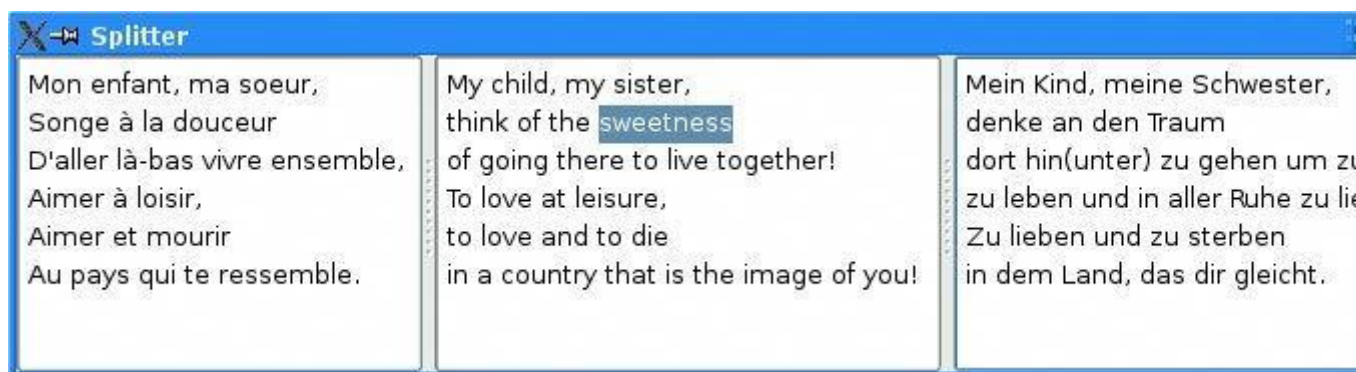 Splitter
Mon enfant, ma soeur,
Songe à la douceur
D'aller là-bas vivre ensemble,
Aimer à loisir,
Aimer et mourir
Au pays qui te ressemble.
My child, my sister,
think of the sweetness
of going there to live together!
To love at leisure,
to love and to die
in a country that is the image of you!
Mein Kind, meine Schwester,
denke an den Traum
dort hin(unter) zu gehen um
zu leben und in aller Ruhe zu
Zu lieben und zu sterben
in dem Land, das dir gleicht.